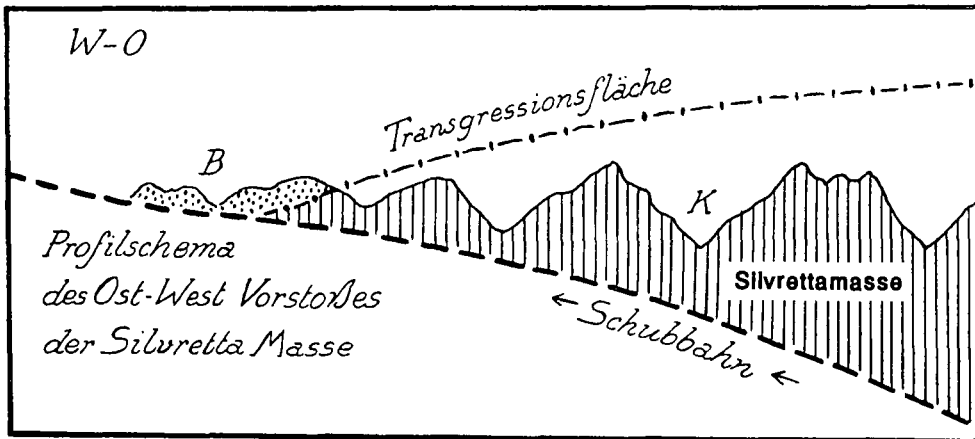 W-O
Transgressionsfläche
B
K
Silvrettamasse
Profilschema
des Ost-West Vorstoßes
der Silvretta Masse
← Schubbahn ←